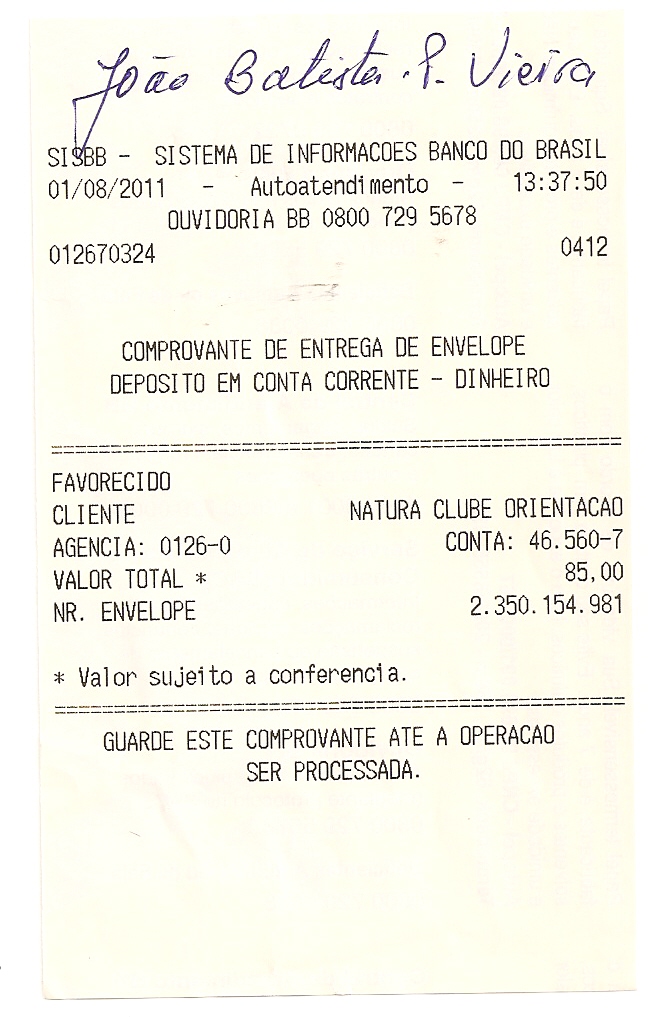 João Batista P. Vieira
SISBB - SISTEMA DE INFORMACOES BANCO DO BRASIL
01/08/2011 - Autoatendimento - 13:37:50
OUVIDORIA BB 0800 729 5678
012670324 0412
COMPROVANTE DE ENTREGA DE ENVELOPE
DEPOSITO EM CONTA CORRENTE - DINHEIRO
================================================
FAVORECIDO
CLIENTE NATURA CLUBE ORIENTACAO
AGENCIA: 0126-0 CONTA: 46.560-7
VALOR TOTAL * 85,00
NR. ENVELOPE 2.350.154.981
* Valor sujeito a conferencia.
================================================
GUARDE ESTE COMPROVANTE ATE A OPERACAO
SER PROCESSADA.